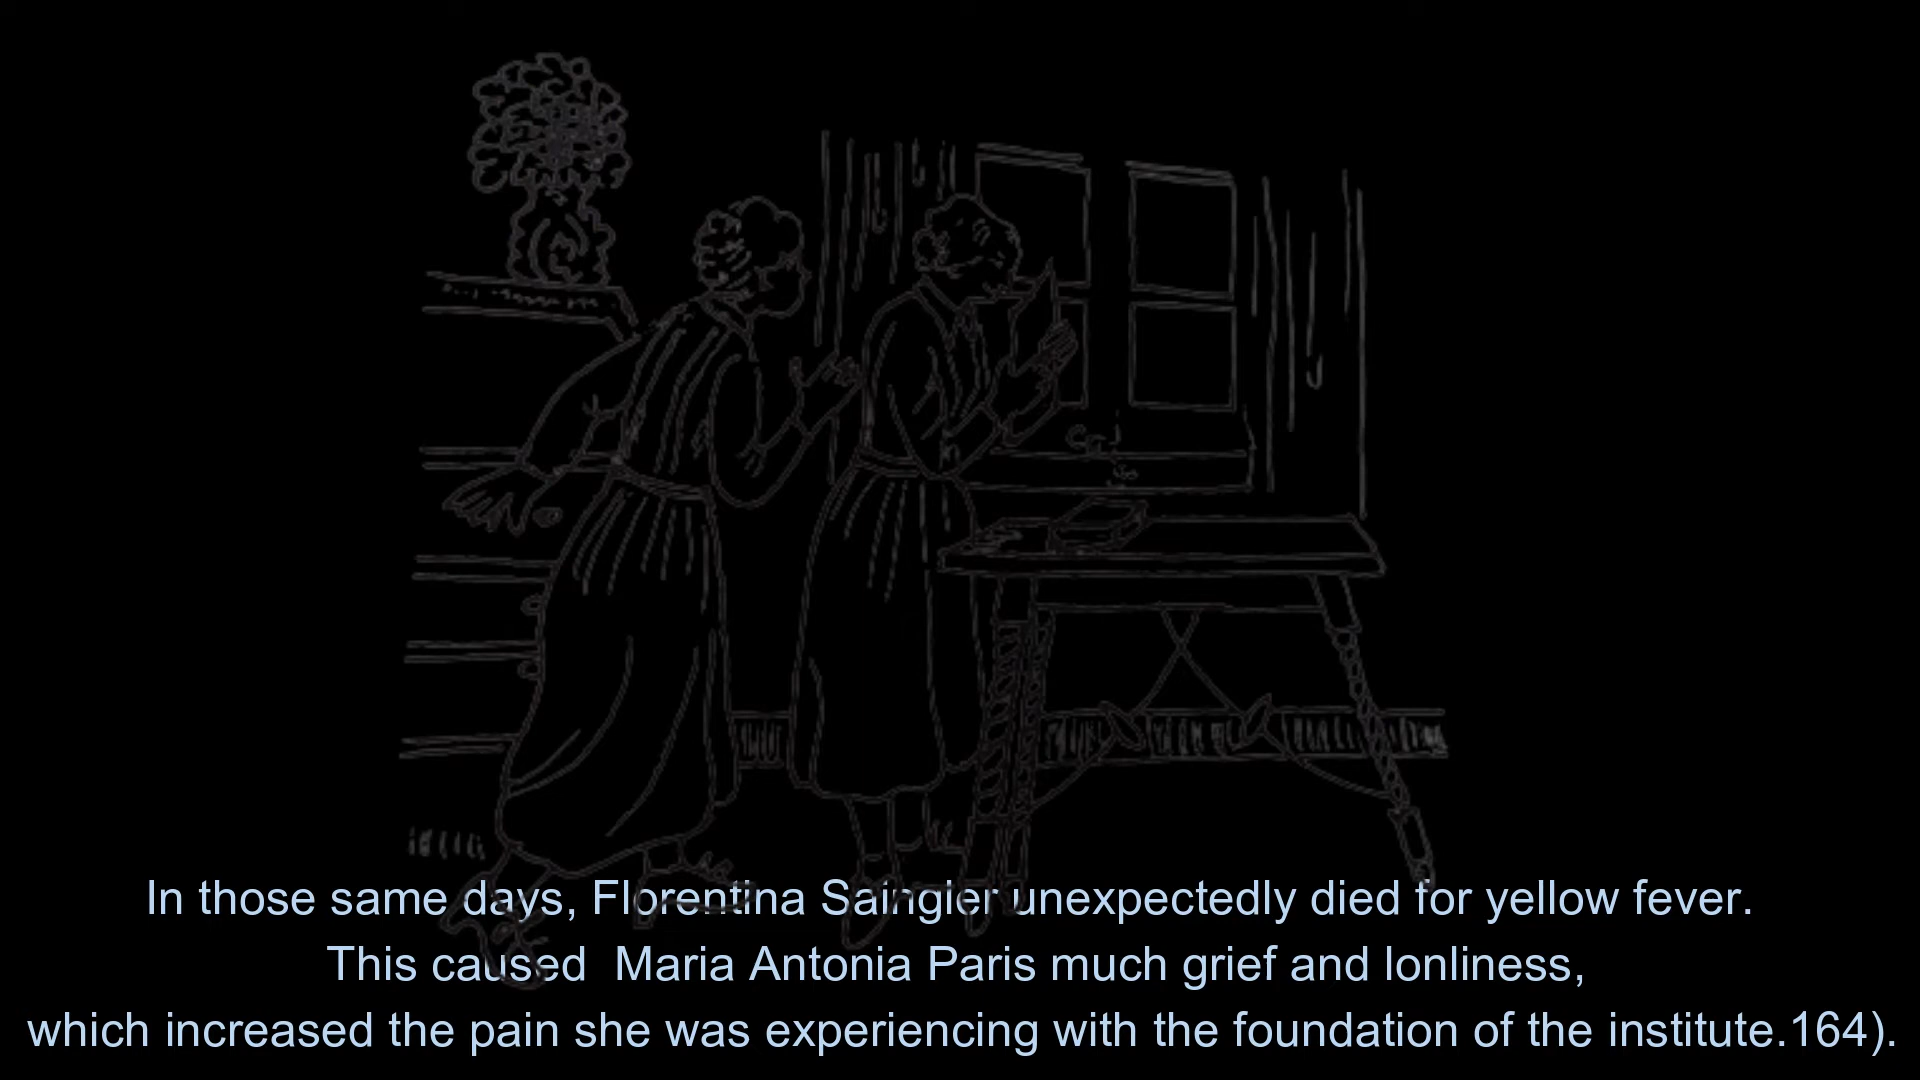 In those same days, Florentina Saingier unexpectedly died for yellow fever.
This caused  Maria Antonia Paris much grief and lonliness,
which increased the pain she was experiencing with the foundation of the institute.164).